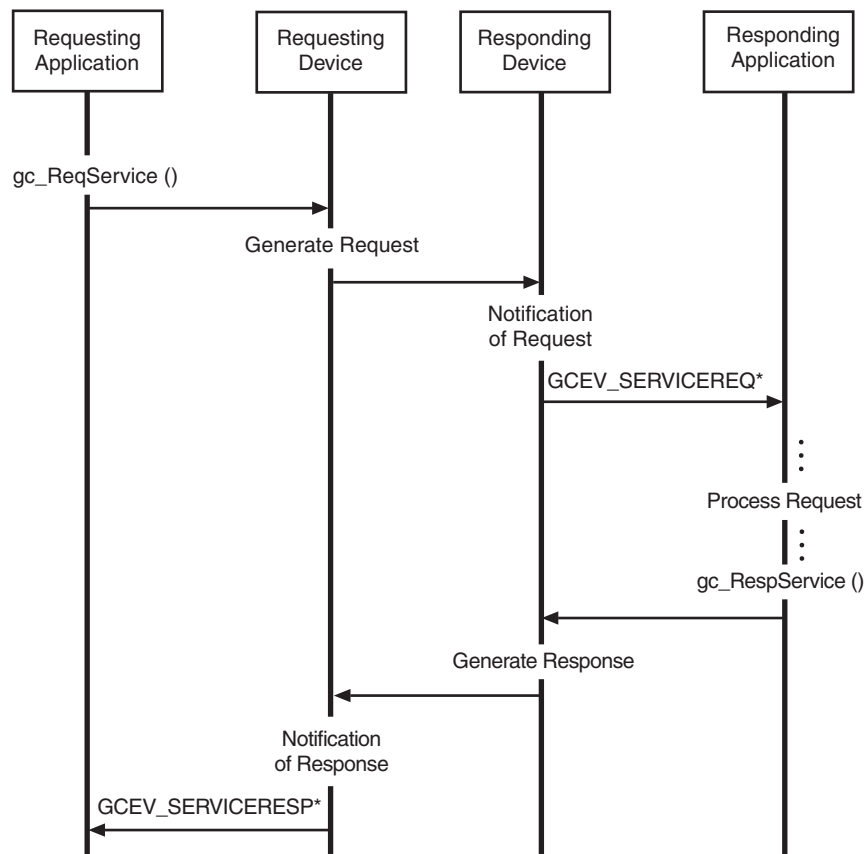 Requesting
Application
Requesting
Device
Responding
Device
Responding
Application
gc_ReqService ()
Generate Request
Notification
of Request
GCEV_SERVICEREQ*
Process Request
gc_RespService ()
Generate Response
Notification
of Response
GCEV_SERVICERESP*